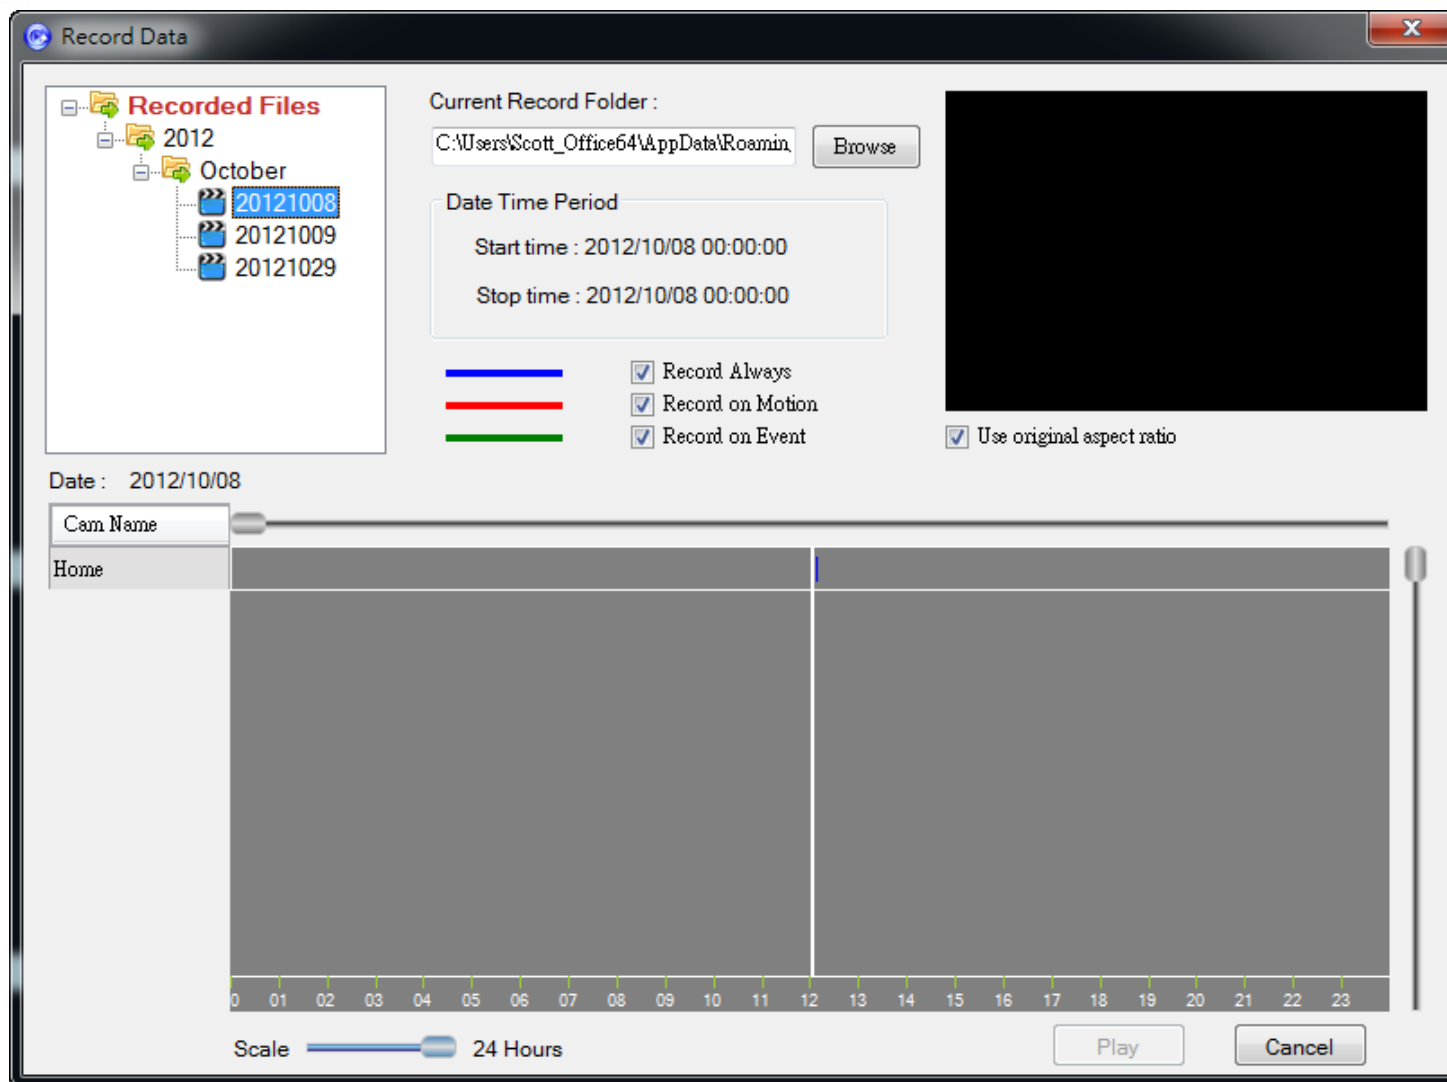 Record Data
Recorded Files
2012
October
20121008
20121009
20121029
Current Record Folder :
C:\Users\Scott_Office64\AppData\Roamin
Browse
Date Time Period
Start time : 2012/10/08 00:00:00
Stop time : 2012/10/08 00:00:00
Record Always
Record on Motion
Record on Event
Use original aspect ratio
Date : 2012/10/08
Cam Name
Home
0 01 02 03 04 05 06 07 08 09 10 11 12 13 14 15 16 17 18 19 20 21 22 23
Scale 24 Hours
Play
Cancel